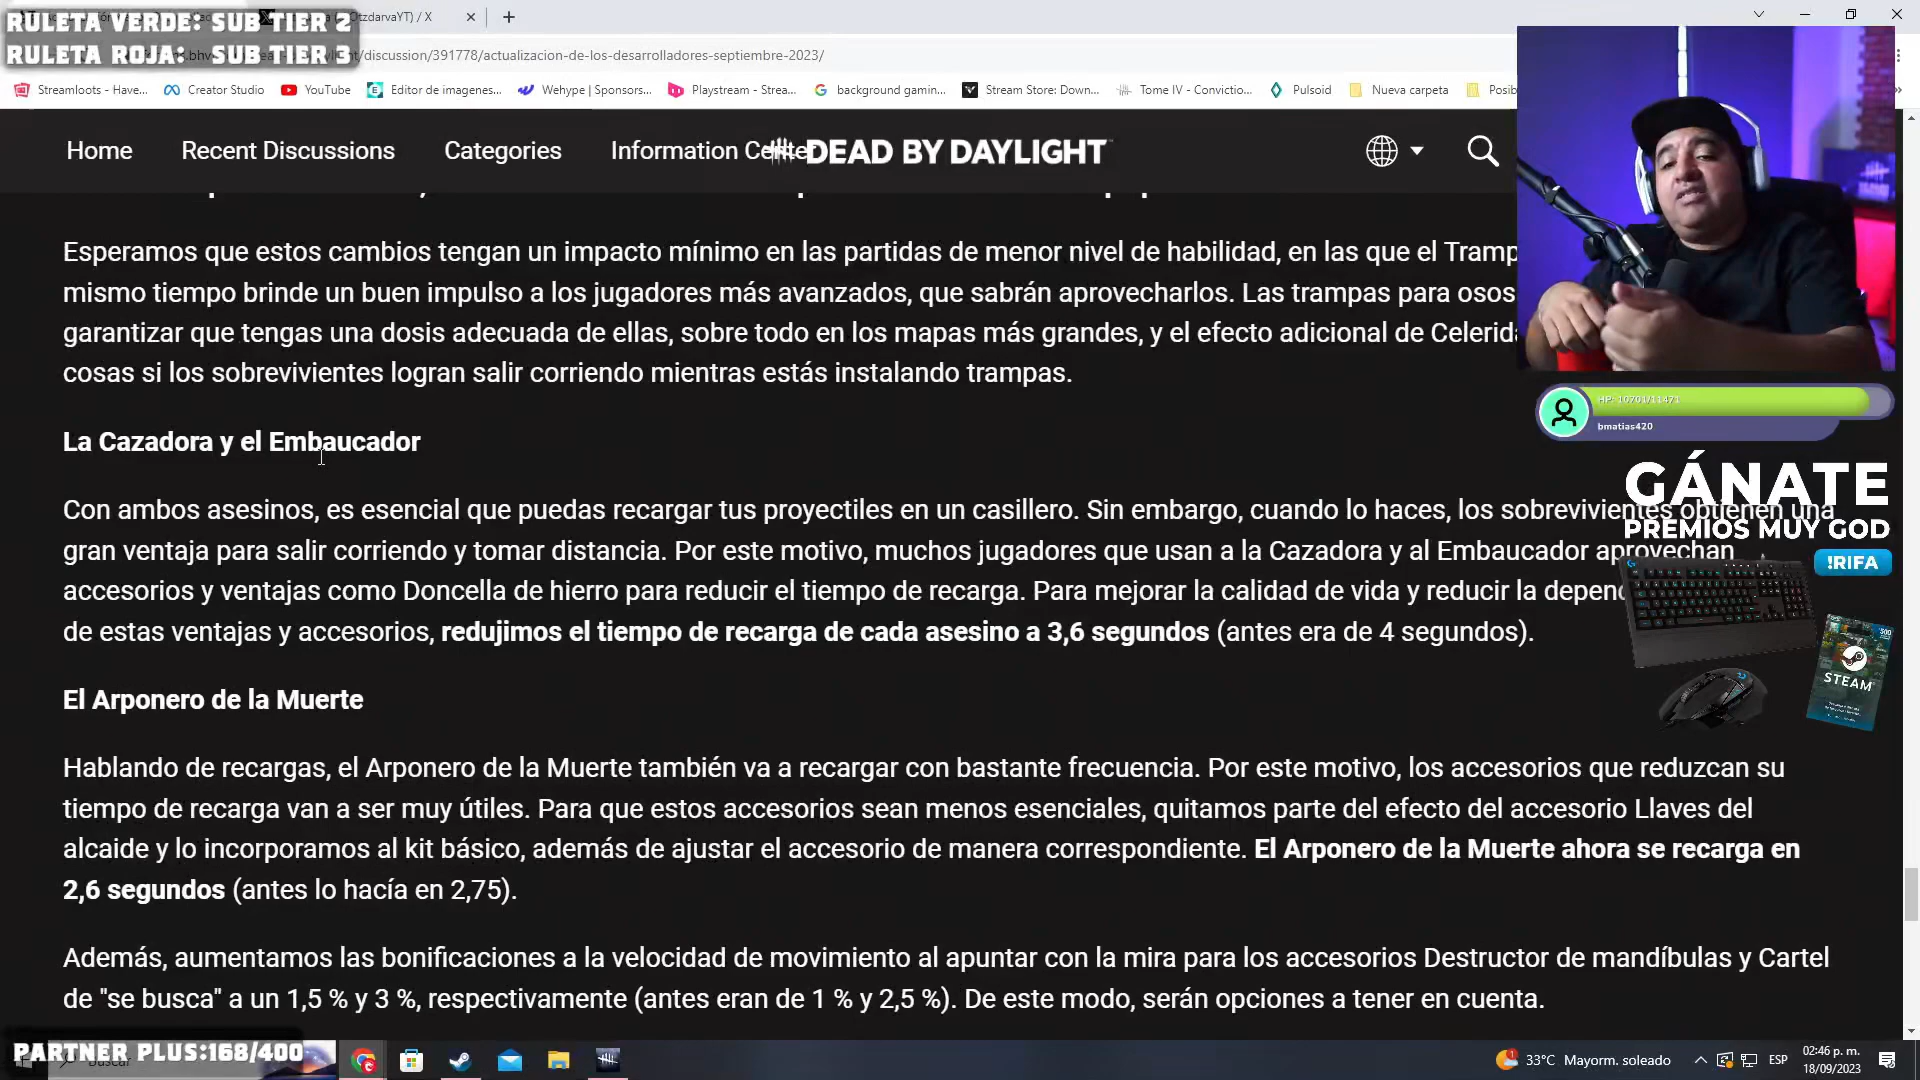 RULETA VERDE: SUB TIER 2
RULETA ROJA: SUB TIER 3
OtzdarvaYT) / X
/discussion/391778/actualizacion-de-los-desarrolladores-septiembre-2023/
Streamloots - Have... Creator Studio YouTube Editor de imagenes... Wehype | Sponsors... Playstream - Strea... background gamin... Stream Store: Down... Tome IV - Convictio... Pulsoid Nueva carpeta Posib
Home Recent Discussions Categories Information Center DEAD BY DAYLIGHT
Esperamos que estos cambios tengan un impacto mínimo en las partidas de menor nivel de habilidad, en las que el Tramp
mismo tiempo brinde un buen impulso a los jugadores más avanzados, que sabrán aprovecharlos. Las trampas para osos
garantizar que tengas una dosis adecuada de ellas, sobre todo en los mapas más grandes, y el efecto adicional de Celerida
cosas si los sobrevivientes logran salir corriendo mientras estás instalando trampas.
HP: 10701/11471
bmatias420
La Cazadora y el Embaucador
GÁNATE
PREMIOS MUY GOD
!RIFA
STEAM
Con ambos asesinos, es esencial que puedas recargar tus proyectiles en un casillero. Sin embargo, cuando lo haces, los sobrevivientes obtienen una
gran ventaja para salir corriendo y tomar distancia. Por este motivo, muchos jugadores que usan a la Cazadora y al Embaucador aprovechan
accesorios y ventajas como Doncella de hierro para reducir el tiempo de recarga. Para mejorar la calidad de vida y reducir la depen
de estas ventajas y accesorios, redujimos el tiempo de recarga de cada asesino a 3,6 segundos (antes era de 4 segundos).
El Arponero de la Muerte
Hablando de recargas, el Arponero de la Muerte también va a recargar con bastante frecuencia. Por este motivo, los accesorios que reduzcan su
tiempo de recarga van a ser muy útiles. Para que estos accesorios sean menos esenciales, quitamos parte del efecto del accesorio Llaves del
alcaide y lo incorporamos al kit básico, además de ajustar el accesorio de manera correspondiente. El Arponero de la Muerte ahora se recarga en
2,6 segundos (antes lo hacía en 2,75).
Además, aumentamos las bonificaciones a la velocidad de movimiento al apuntar con la mira para los accesorios Destructor de mandíbulas y Cartel
de "se busca" a un 1,5 % y 3 %, respectivamente (antes eran de 1 % y 2,5 %). De este modo, serán opciones a tener en cuenta.
PARTNER PLUS:168/400
Buscar
33°C Mayorm. soleado ESP 02:46 p. m.
18/09/2023